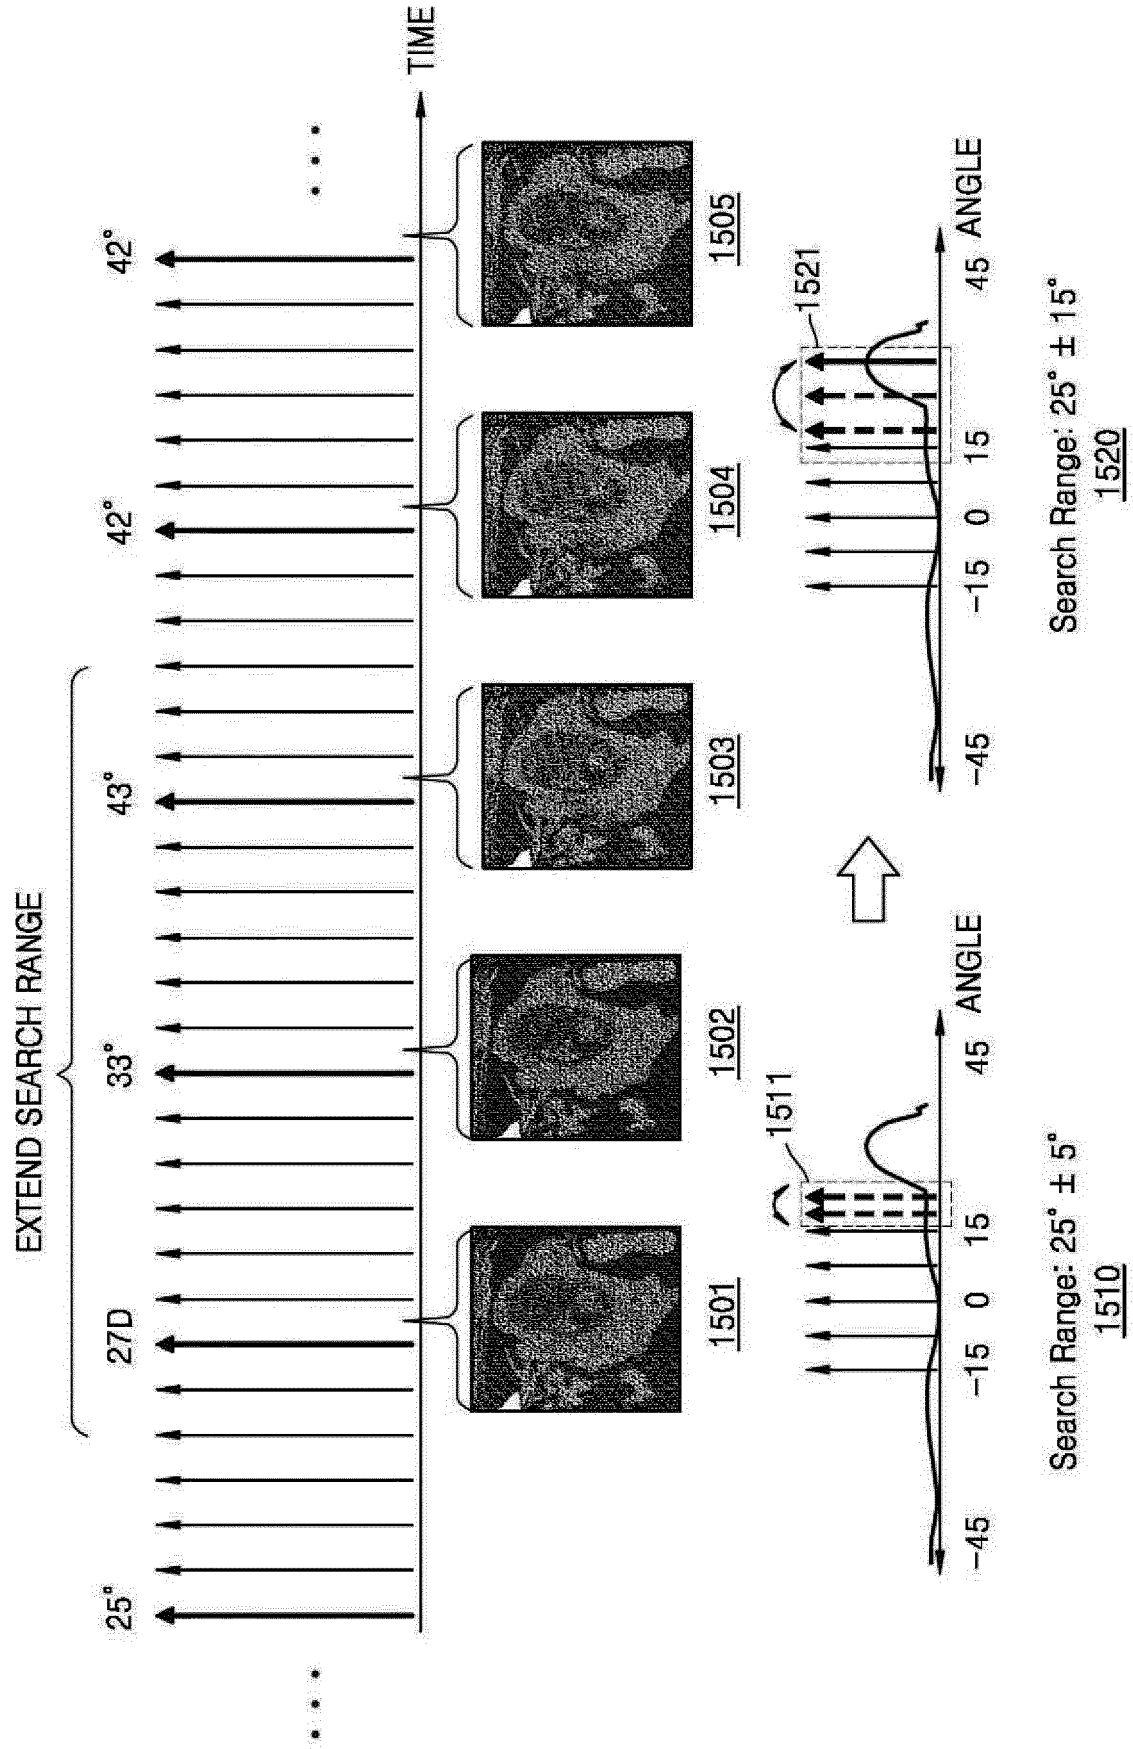 EXTEND SEARCH RANGE
25° 27D 33° 43° 42° 42°
TIME
1501 1502 1503 1504 1505
1511
-45 -15 0 15 45 ANGLE
Search Range: 25° ± 5°
1510
1521
-45 -15 0 15 45 ANGLE
Search Range: 25° ± 15°
1520